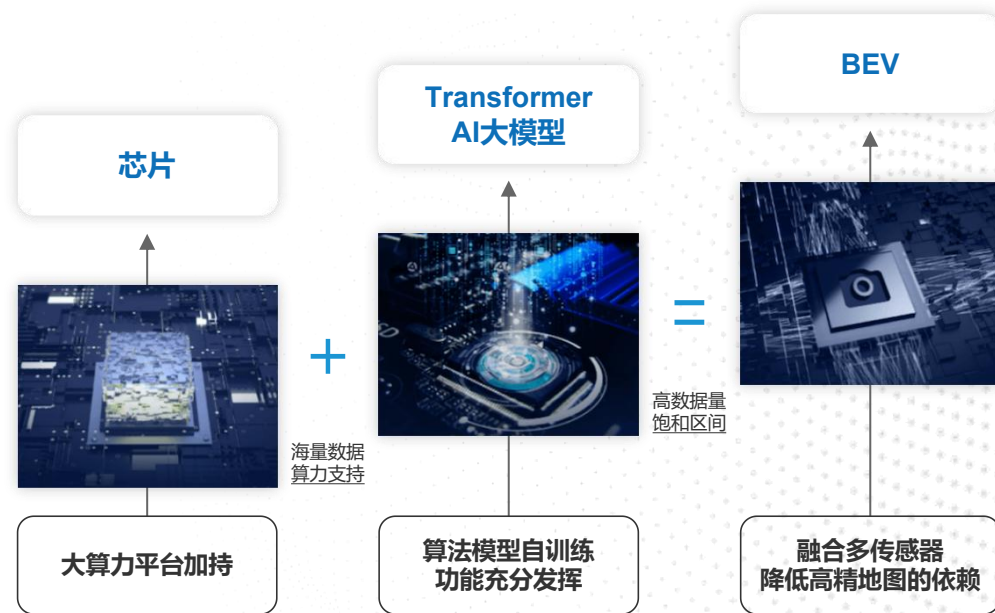 芯片
Transformer
AI大模型
BEV
+
海量数据
算力支持
=
高数据量
饱和区间
大算力平台加持
算法模型自训练
功能充分发挥
融合多传感器
降低高精地图的依赖